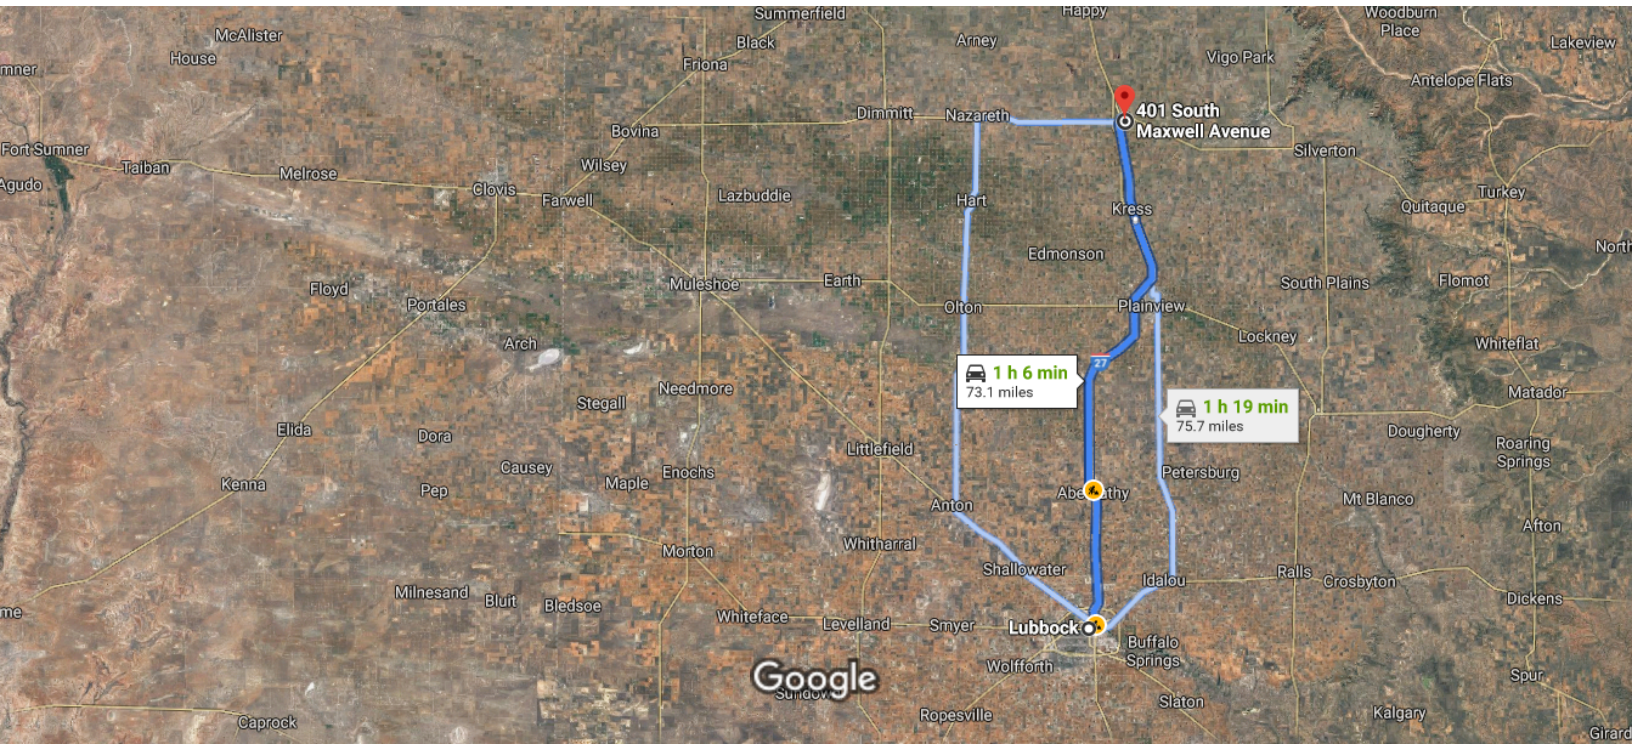 Summerfield
Happy
Woodburn
Place
McAlister
Black
Arney
Lakeview
House
Vigo Park
Friona
mner
Antelope Flats
Dimmitt
Nazareth
401 South
Maxwell Avenue
Bovina
Fort Sumner
Silverton
Taiban
Wilsey
Melrose
Agudo
Clovis
Lazbuddie
Turkey
Farwell
Hart
Kress
Quitaque
North
Edmonson
Floyd
Muleshoe
Earth
South Plains
Flomot
Portales
Olton
Plainview
Lockney
Arch
Whiteflat
27
1 h 6 min
73.1 miles
Needmore
Matador
Stegall
1 h 19 min
75.7 miles
Elida
Dora
Dougherty
Littlefield
Roaring
Springs
Causey
Enochs
Petersburg
Kenna
Pep
Maple
Abe athy
Mt Blanco
Anton
Afton
Whitharral
Morton
Shallowater
Idalou
Ralls
Crosbyton
Milnesand
Bluit
Bledsoe
Dickens
me
Whiteface
Levelland
Smyer
Lubbock
Buffalo
Springs
Wolfforth
Google
Sundow
Spur
Slaton
Ropesville
Kalgary
Caprock
Girard